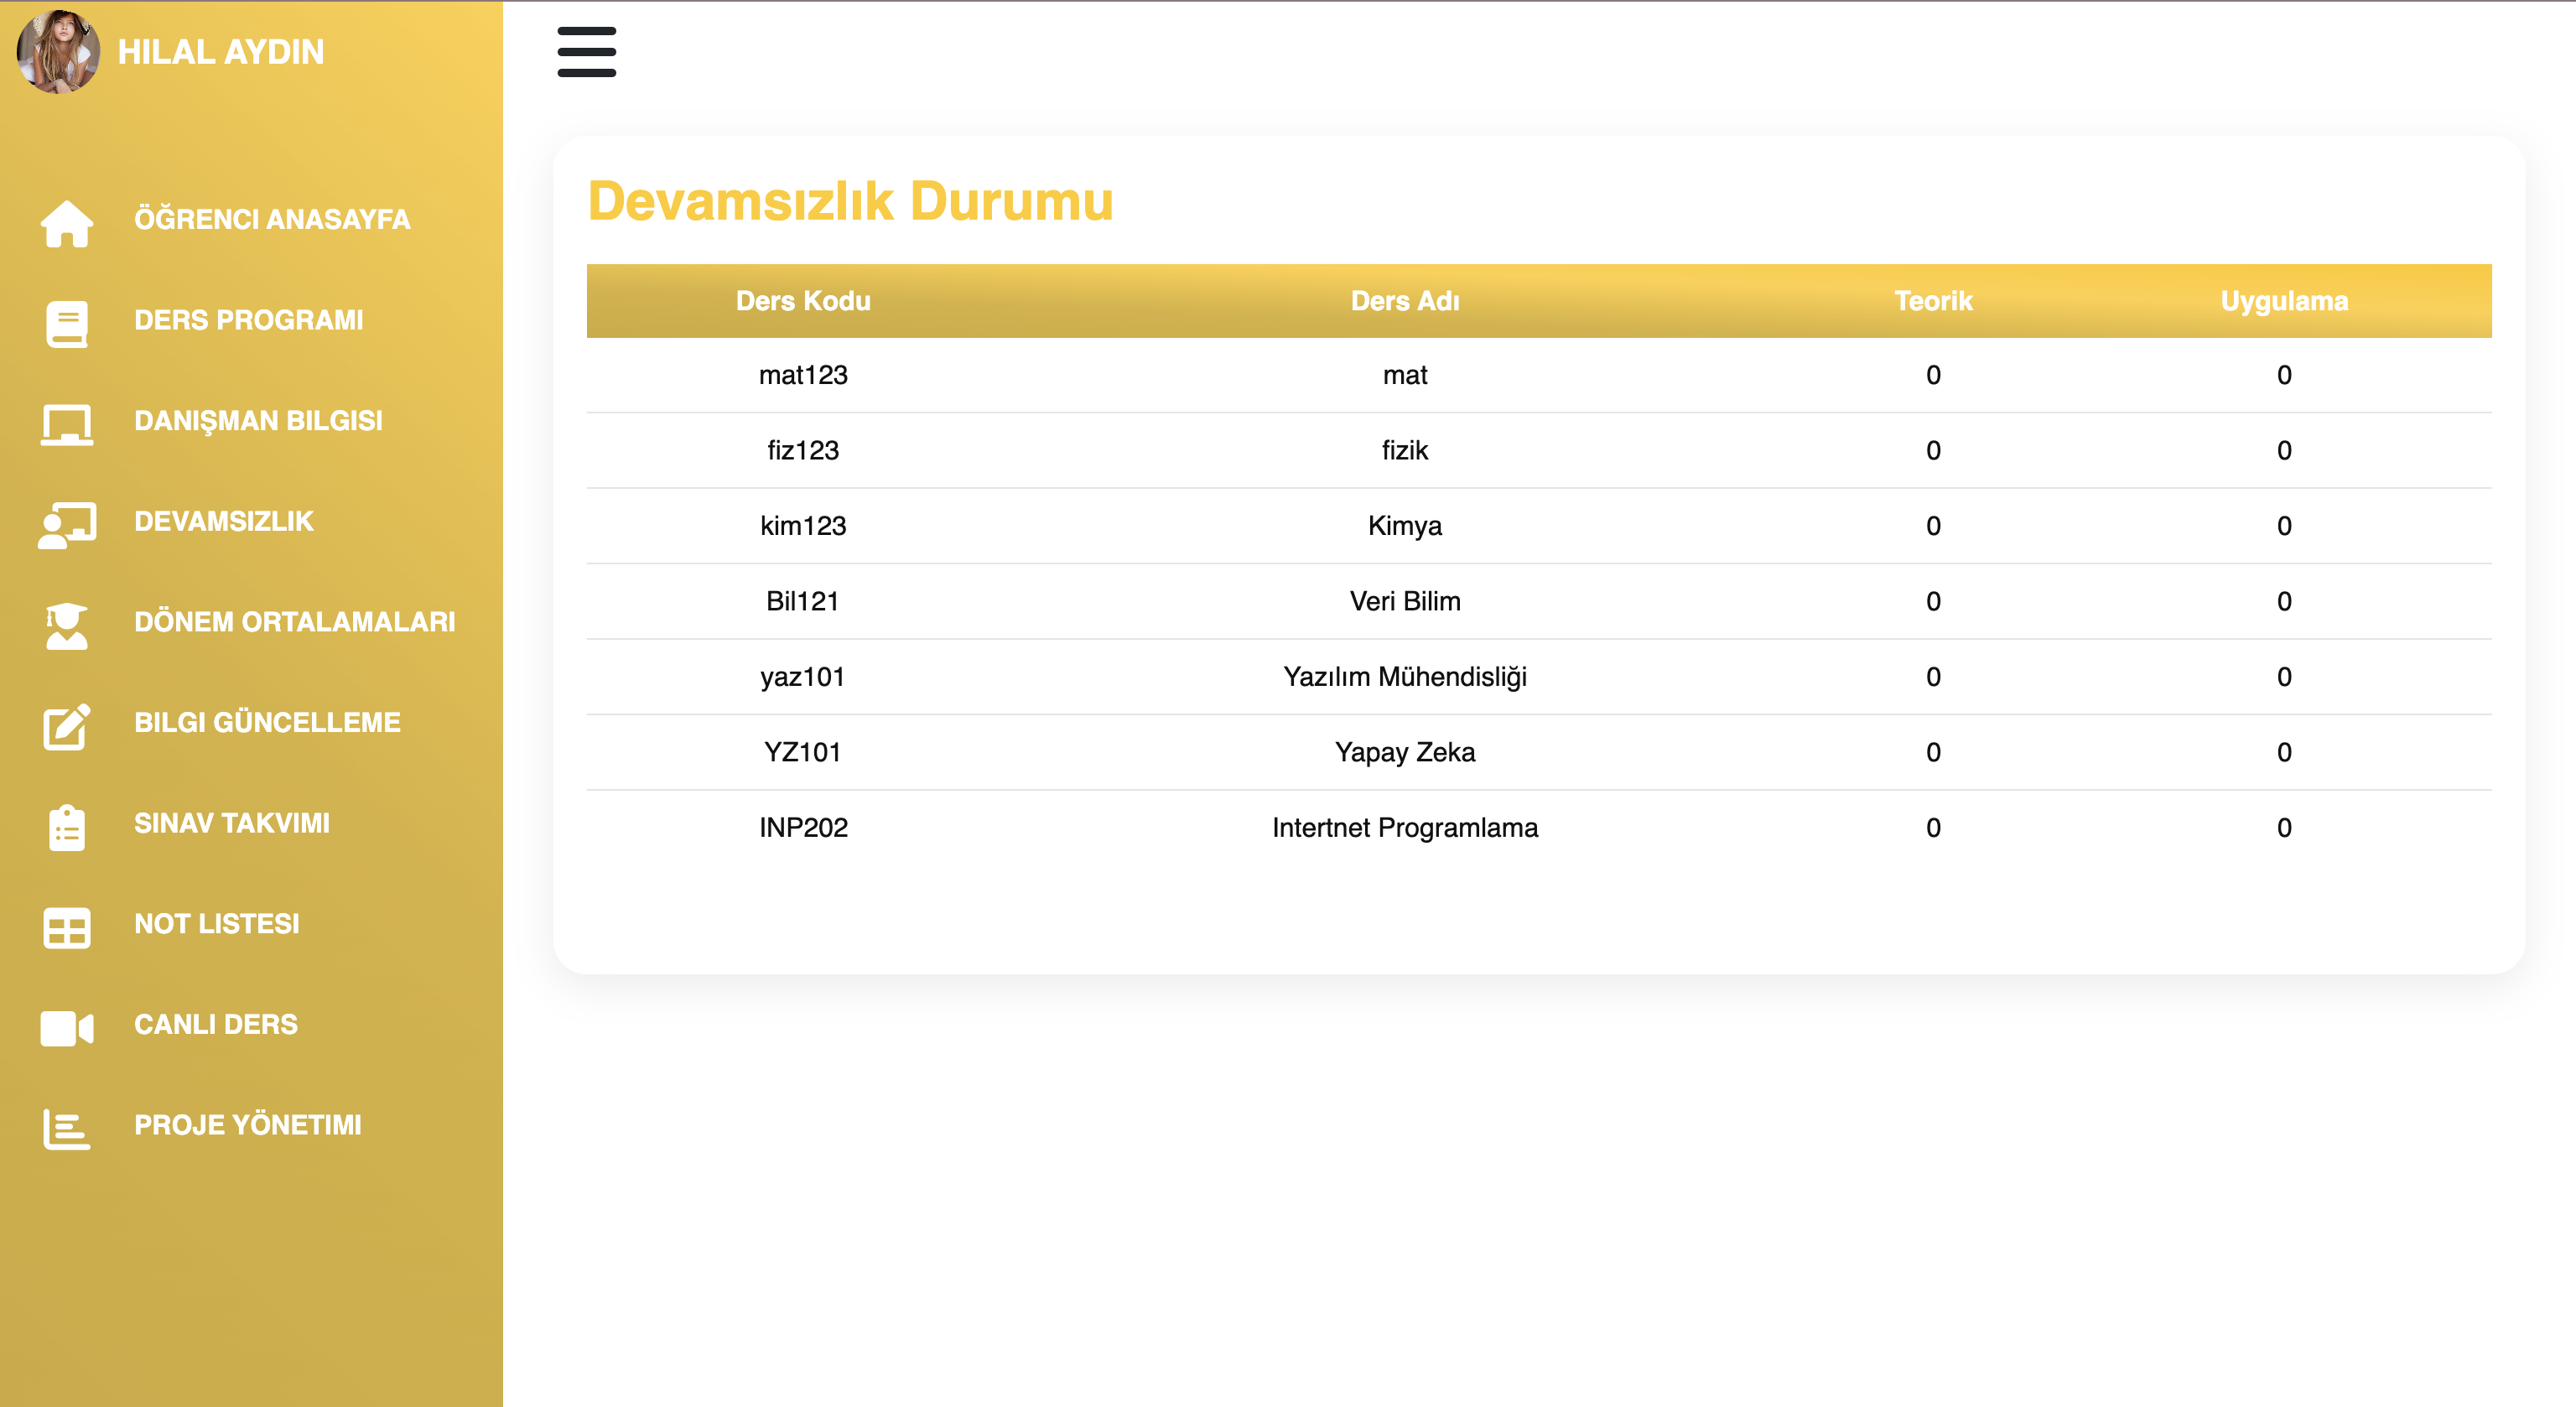 HILAL AYDIN
ÖĞRENCI ANASAYFA
DERS PROGRAMI
DANIŞMAN BILGISI
DEVAMSIZLIK
DÖNEM ORTALAMALARI
BILGI GÜNCELLEME
SINAV TAKVIMI
NOT LISTESI
CANLI DERS
PROJE YÖNETIMI
Devamsızlık Durumu
Ders Kodu Ders Adı Teorik Uygulama
mat123 mat 0 0
fiz123 fizik 0 0
kim123 Kimya 0 0
Bil121 Veri Bilim 0 0
yaz101 Yazılım Mühendisliği 0 0
YZ101 Yapay Zeka 0 0
INP202 Intertnet Programlama 0 0